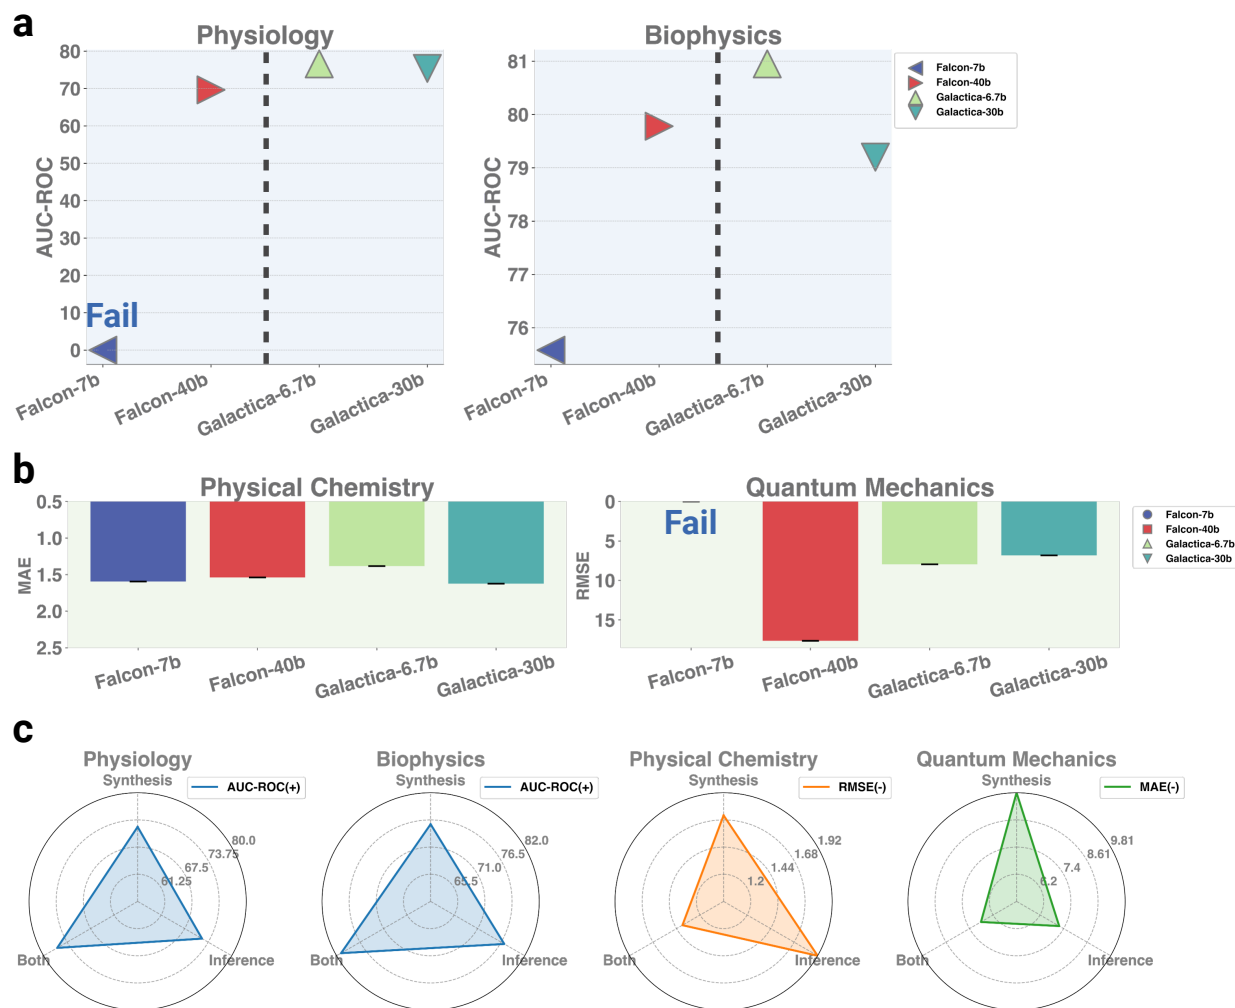 a
Physiology
Biophysics
AUC-ROC
80
70
60
50
40
30
20
10
0
Fail
Falcon-7b
Falcon-40b
Galactica-6.7b
Galactica-30b
AUC-ROC
81
80
79
78
77
76
Falcon-7b
Falcon-40b
Galactica-6.7b
Galactica-30b
Falcon-7b
Falcon-40b
Galactica-6.7b
Galactica-30b
b
Physical Chemistry
Quantum Mechanics
MAE
0.5
1.0
1.5
2.0
2.5
Falcon-7b
Falcon-40b
Galactica-6.7b
Galactica-30b
RMSE
0
5
10
15
Fail
Falcon-7b
Falcon-40b
Galactica-6.7b
Galactica-30b
Falcon-7b
Falcon-40b
Galactica-6.7b
Galactica-30b
c
Physiology
Synthesis
AUC-ROC(+)
80.0
73.75
67.5
61.25
Both
Inference
Biophysics
Synthesis
AUC-ROC(+)
82.0
76.5
71.0
65.5
Both
Inference
Physical Chemistry
Synthesis
RMSE(-)
1.92
1.68
1.44
1.2
Both
Inference
Quantum Mechanics
Synthesis
MAE(-)
9.81
8.61
7.4
6.2
Both
Inference